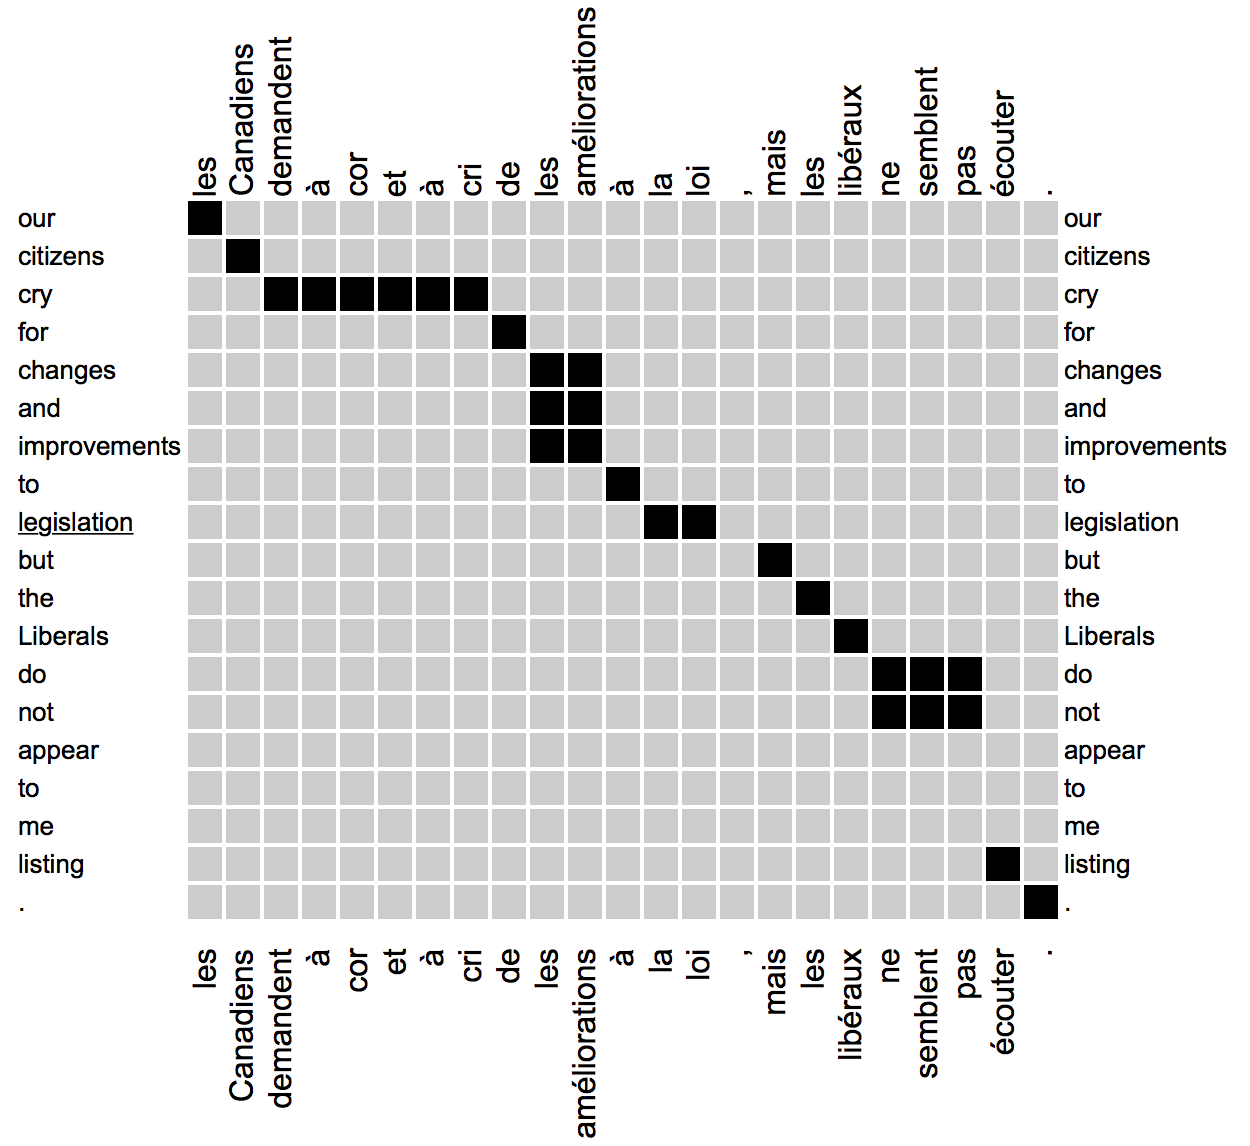 les Canadiens demandent à cor et à cri de les améliorations à la loi , mais les libéraux ne semblent pas écouter .
our our
citizens citizens
cry cry
for for
changes changes
and and
improvements improvements
to to
legislation legislation
but but
the the
Liberals Liberals
do do
not not
appear appear
to to
me me
listing listing
. .
les Canadiens demandent à cor et à cri de les améliorations à la loi , mais les libéraux ne semblent pas écouter .